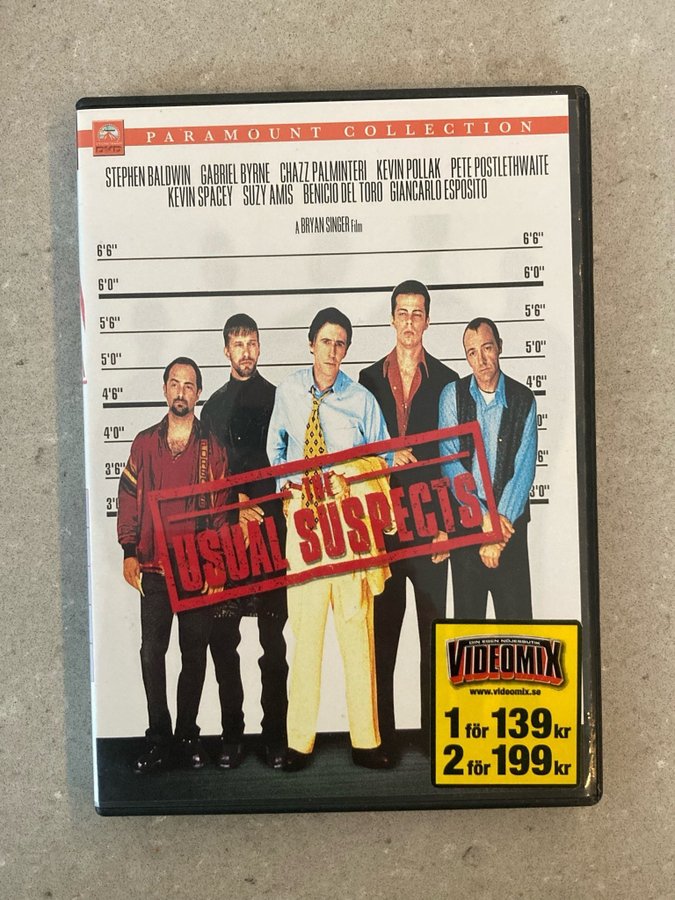 PARAMOUNT COLLECTION
STEPHEN BALDWIN GABRIEL BYRNE CHAZZ PALMINTERI KEVIN POLLAK PETE POSTLETHWAITE
KEVIN SPACEY SUZY AMIS BENICIO DEL TORO GIANCARLO ESPOSITO
A BRYAN SINGER Film
6'6" 6'6"
6'0" 6'0"
5'6" 5'6"
5'0" 5'0"
4'6" 4'6"
4'0"
3'6"
3'0"
THE
USUAL SUSPECTS
DIN EGEN NÖJESBUTIK
VIDEOMIX
www.videomix.se
1 för 139 kr
2 för 199 kr